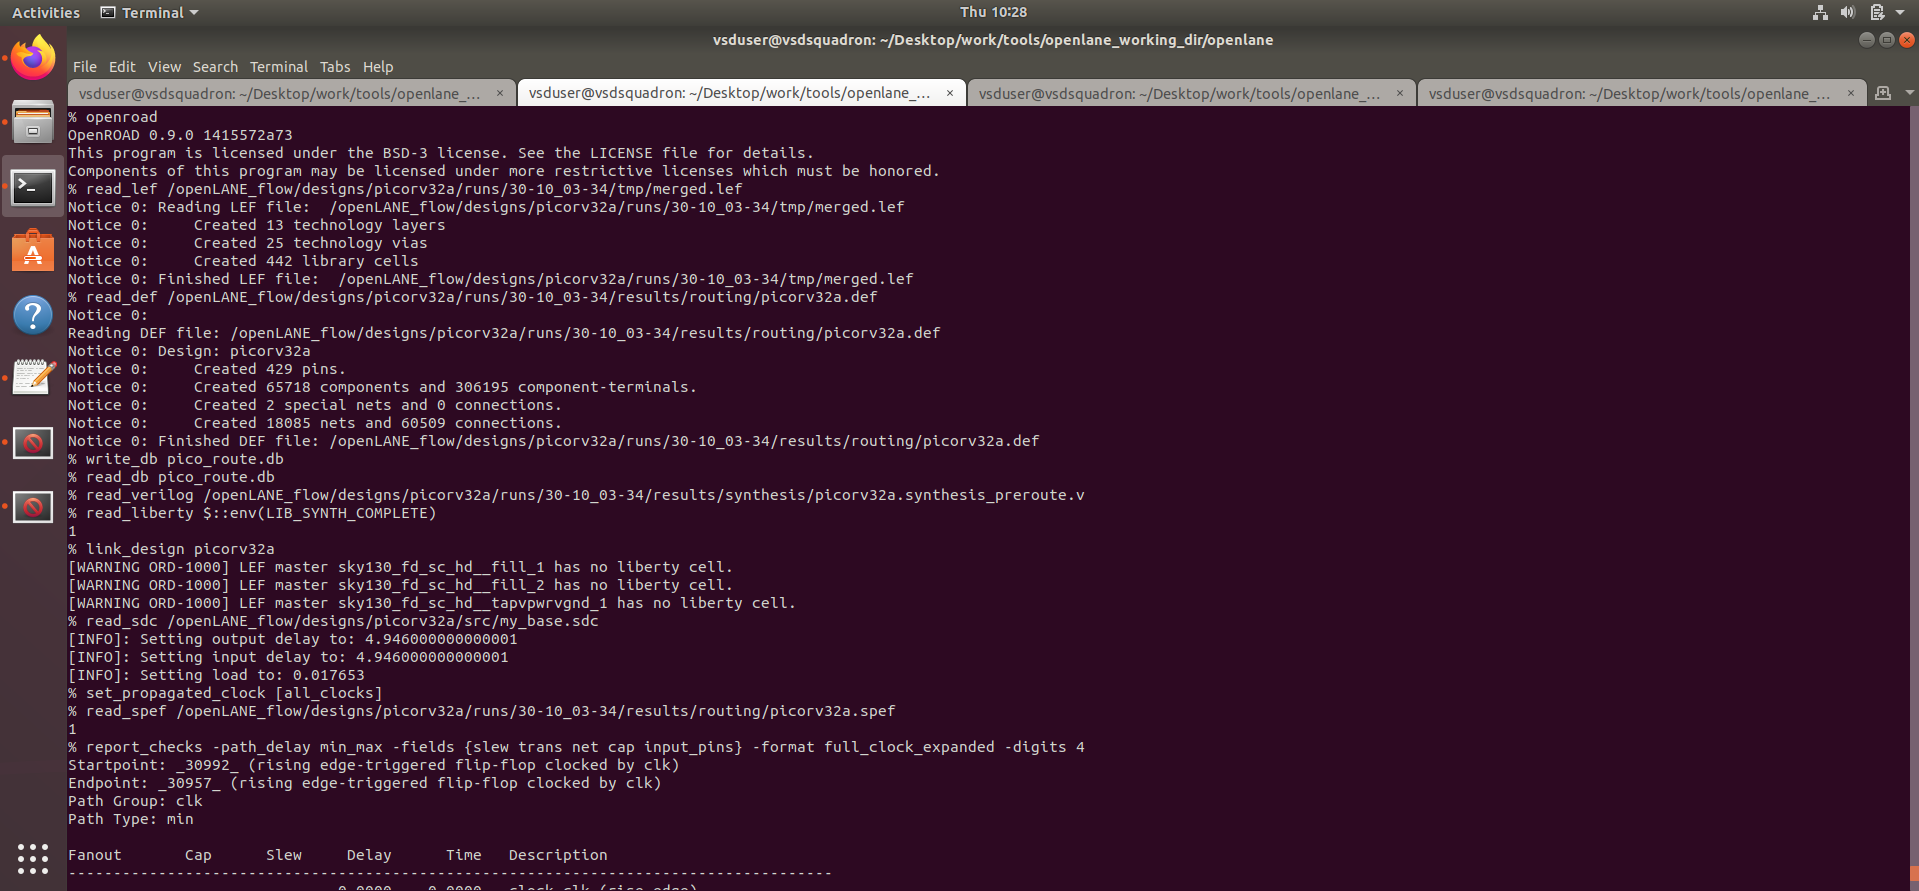 Activities Terminal Thu 10:28
vsduser@vsdsquadron: ~/Desktop/work/tools/openlane_working_dir/openlane
File Edit View Search Terminal Tabs Help
vsduser@vsdsquadron: ~/Desktop/work/tools/openlane_... × vsduser@vsdsquadron: ~/Desktop/work/tools/openlane_... × vsduser@vsdsquadron: ~/Desktop/work/tools/openlane_... × vsduser@vsdsquadron: ~/Desktop/work/tools/openlane_... ×
% openroad
OpenROAD 0.9.0 1415572a73
This program is licensed under the BSD-3 license. See the LICENSE file for details.
Components of this program may be licensed under more restrictive licenses which must be honored.
% read_lef /openLANE_flow/designs/picorv32a/runs/30-10_03-34/tmp/merged.lef
Notice 0: Reading LEF file:  /openLANE_flow/designs/picorv32a/runs/30-10_03-34/tmp/merged.lef
Notice 0:     Created 13 technology layers
Notice 0:     Created 25 technology vias
Notice 0:     Created 442 library cells
Notice 0: Finished LEF file:  /openLANE_flow/designs/picorv32a/runs/30-10_03-34/tmp/merged.lef
% read_def /openLANE_flow/designs/picorv32a/runs/30-10_03-34/results/routing/picorv32a.def
Notice 0:
Reading DEF file: /openLANE_flow/designs/picorv32a/runs/30-10_03-34/results/routing/picorv32a.def
Notice 0: Design: picorv32a
Notice 0:     Created 429 pins.
Notice 0:     Created 65718 components and 306195 component-terminals.
Notice 0:     Created 2 special nets and 0 connections.
Notice 0:     Created 18085 nets and 60509 connections.
Notice 0: Finished DEF file: /openLANE_flow/designs/picorv32a/runs/30-10_03-34/results/routing/picorv32a.def
% write_db pico_route.db
% read_db pico_route.db
% read_verilog /openLANE_flow/designs/picorv32a/runs/30-10_03-34/results/synthesis/picorv32a.synthesis_preroute.v
% read_liberty $::env(LIB_SYNTH_COMPLETE)
1
% link_design picorv32a
[WARNING ORD-1000] LEF master sky130_fd_sc_hd__fill_1 has no liberty cell.
[WARNING ORD-1000] LEF master sky130_fd_sc_hd__fill_2 has no liberty cell.
[WARNING ORD-1000] LEF master sky130_fd_sc_hd__tapvpwrvgnd_1 has no liberty cell.
% read_sdc /openLANE_flow/designs/picorv32a/src/my_base.sdc
[INFO]: Setting output delay to: 4.946000000000001
[INFO]: Setting input delay to: 4.946000000000001
[INFO]: Setting load to: 0.017653
% set_propagated_clock [all_clocks]
% read_spef /openLANE_flow/designs/picorv32a/runs/30-10_03-34/results/routing/picorv32a.spef
1
% report_checks -path_delay min_max -fields {slew trans net cap input_pins} -format full_clock_expanded -digits 4
Startpoint: _30992_ (rising edge-triggered flip-flop clocked by clk)
Endpoint: _30957_ (rising edge-triggered flip-flop clocked by clk)
Path Group: clk
Path Type: min
Fanout       Cap      Slew     Delay      Time   Description
-------------------------------------------------------------------------------------
0.0000    0.0000   clock clk (rise edge)